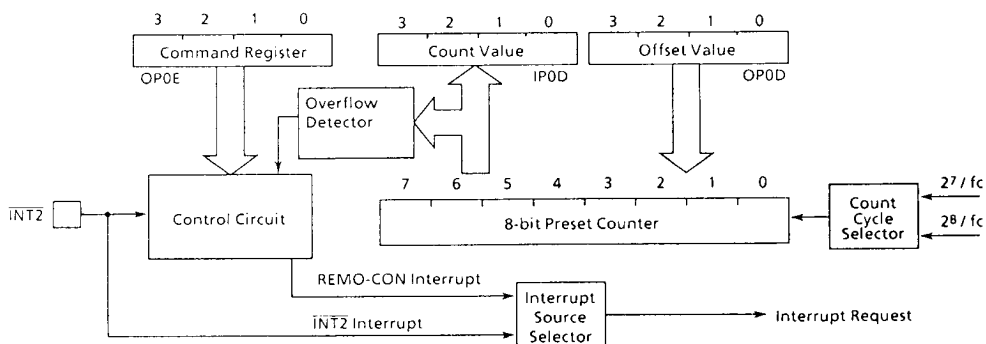 3 2 1 0
Command Register
OP0E
3 2 1 0
Count Value
IP0D
3 2 1 0
Offset Value
OP0D
Overflow
Detector
7 6 5 4 3 2 1 0
8-bit Preset Counter
INT2
Control Circuit
Count
Cycle
Selector
2⁷/fc
2⁸/fc
REMO-CON Interrupt
INT2 Interrupt
Interrupt
Source
Selector
Interrupt Request